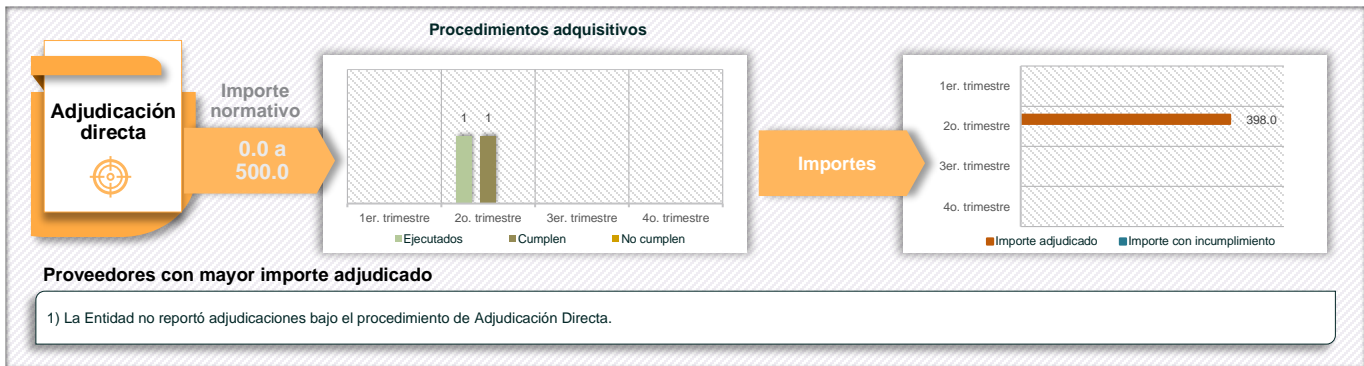 Procedimientos adquisitivos
Adjudicación
directa
Importe
normativo
0.0 a
500.0
1 1
1er. trimestre 2o. trimestre 3er. trimestre 4o. trimestre
Ejecutados Cumplen No cumplen
Importes
1er. trimestre
2o. trimestre 398.0
3er. trimestre
4o. trimestre
Importe adjudicado Importe con incumplimiento
Proveedores con mayor importe adjudicado
1) La Entidad no reportó adjudicaciones bajo el procedimiento de Adjudicación Directa.